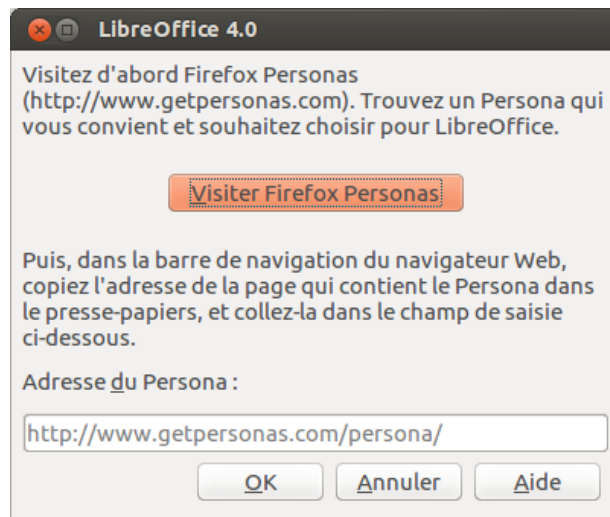 LibreOffice 4.0
Visitez d'abord Firefox Personas
(http://www.getpersonas.com). Trouvez un Persona qui
vous convient et souhaitez choisir pour LibreOffice.
Visiter Firefox Personas
Puis, dans la barre de navigation du navigateur Web,
copiez l'adresse de la page qui contient le Persona dans
le presse-papiers, et collez-la dans le champ de saisie
ci-dessous.
Adresse du Persona :
http://www.getpersonas.com/persona/
OK Annuler Aide